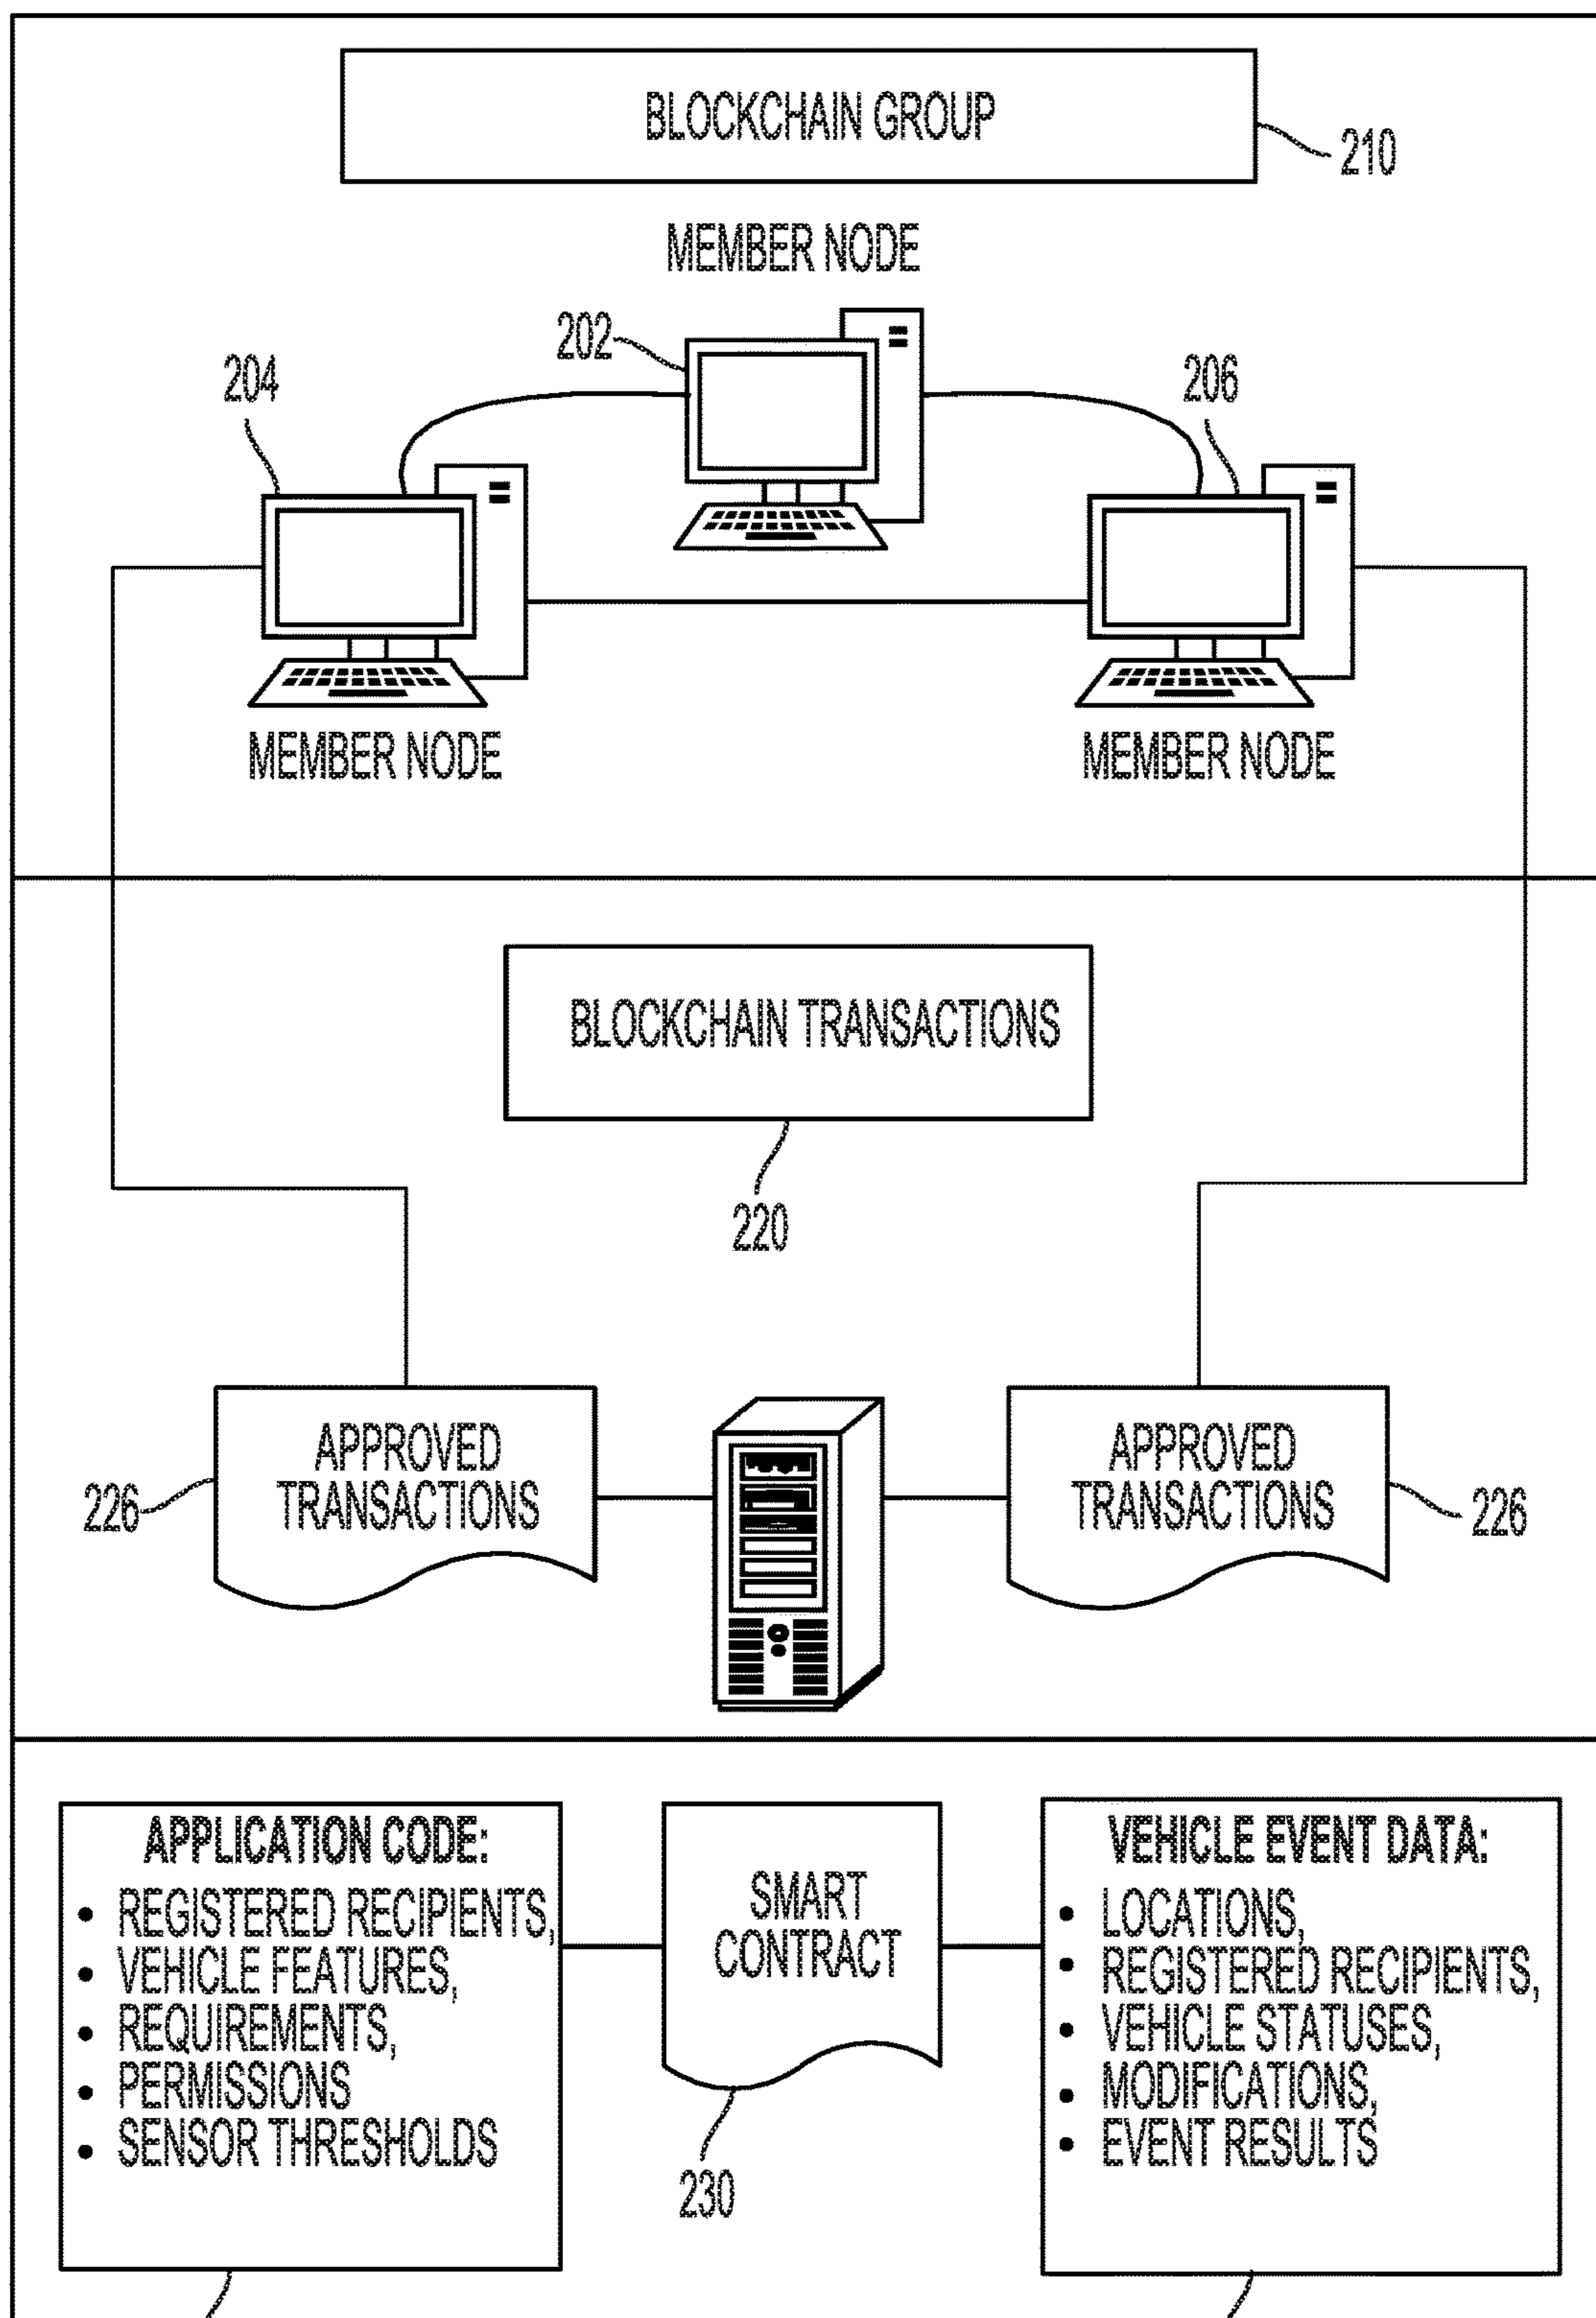 BLOCKCHAIN GROUP
210
MEMBER NODE
202
204
206
MEMBER NODE
MEMBER NODE
BLOCKCHAIN TRANSACTIONS
220
APPROVED
TRANSACTIONS
226
APPROVED
TRANSACTIONS
226
APPLICATION CODE:
• REGISTERED RECIPIENTS,
• VEHICLE FEATURES,
• REQUIREMENTS,
• PERMISSIONS
• SENSOR THRESHOLDS
SMART
CONTRACT
230
VEHICLE EVENT DATA:
• LOCATIONS,
• REGISTERED RECIPIENTS,
• VEHICLE STATUSES,
• MODIFICATIONS,
• EVENT RESULTS